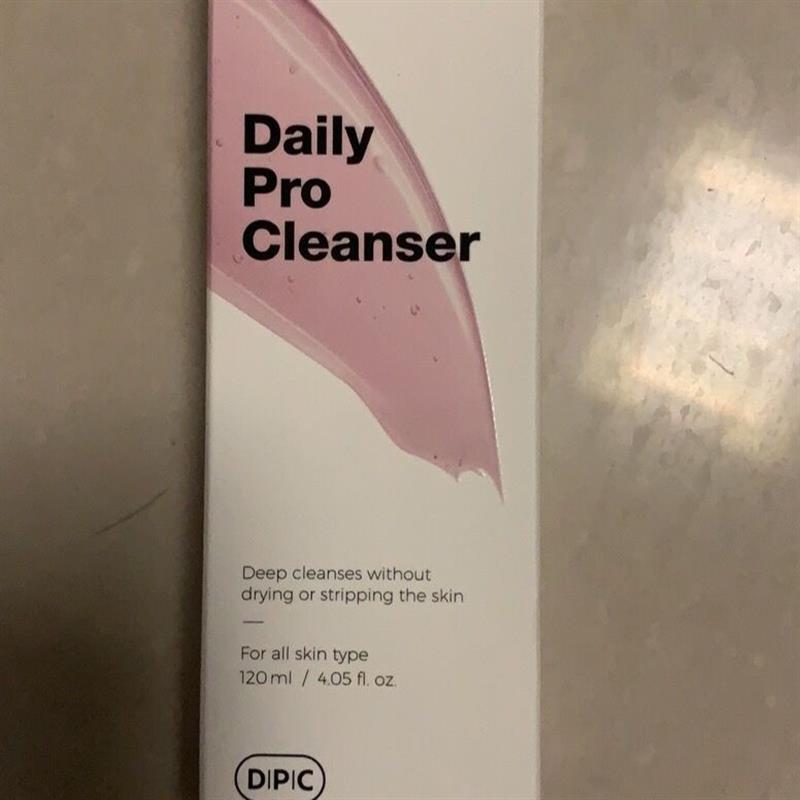 Daily
Pro
Cleanser
Deep cleanses without
drying or stripping the skin
For all skin type
120 ml / 4.05 fl. oz.
D|P|C